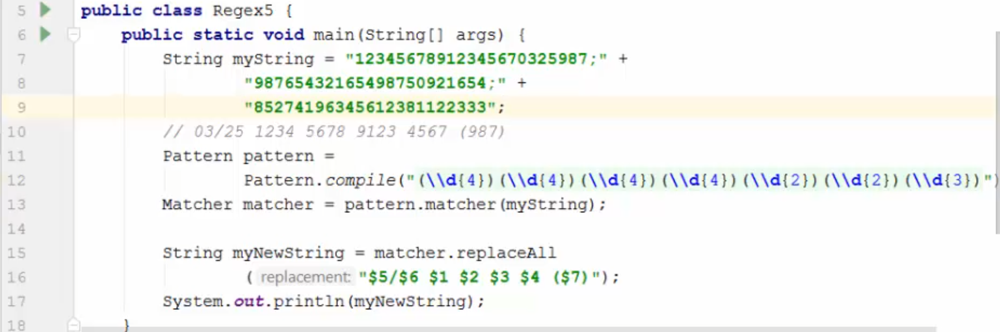 5 public class Regex5 {
6 public static void main(String[] args) {
7 String myString = "12345678912345670325987;" +
8 "98765432165498750921654;" +
9 "85274196345612381122333";
10 // 03/25 1234 5678 9123 4567 (987)
11 Pattern pattern =
12 Pattern.compile("(\\d{4})(\\d{4})(\\d{4})(\\d{4})(\\d{2})(\\d{2})(\\d{3})")
13 Matcher matcher = pattern.matcher(myString);
14
15 String myNewString = matcher.replaceAll
16 ( replacement: "$5/$6 $1 $2 $3 $4 ($7)");
17 System.out.println(myNewString);
18 }